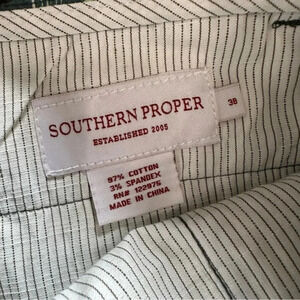 SOUTHERN PROPER
ESTABLISHED 2005
38
97% COTTON
3% SPANDEX
RN# 122975
MADE IN CHINA